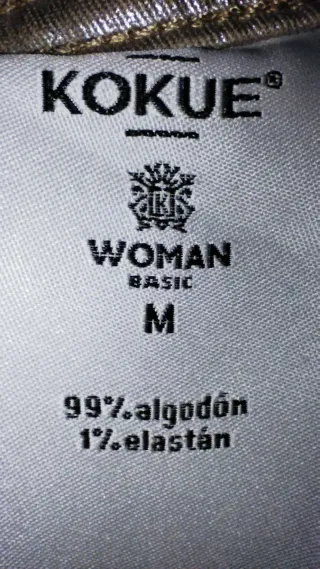 KOKUE®
WOMAN
BASIC
M
99% algodón
1% elastán